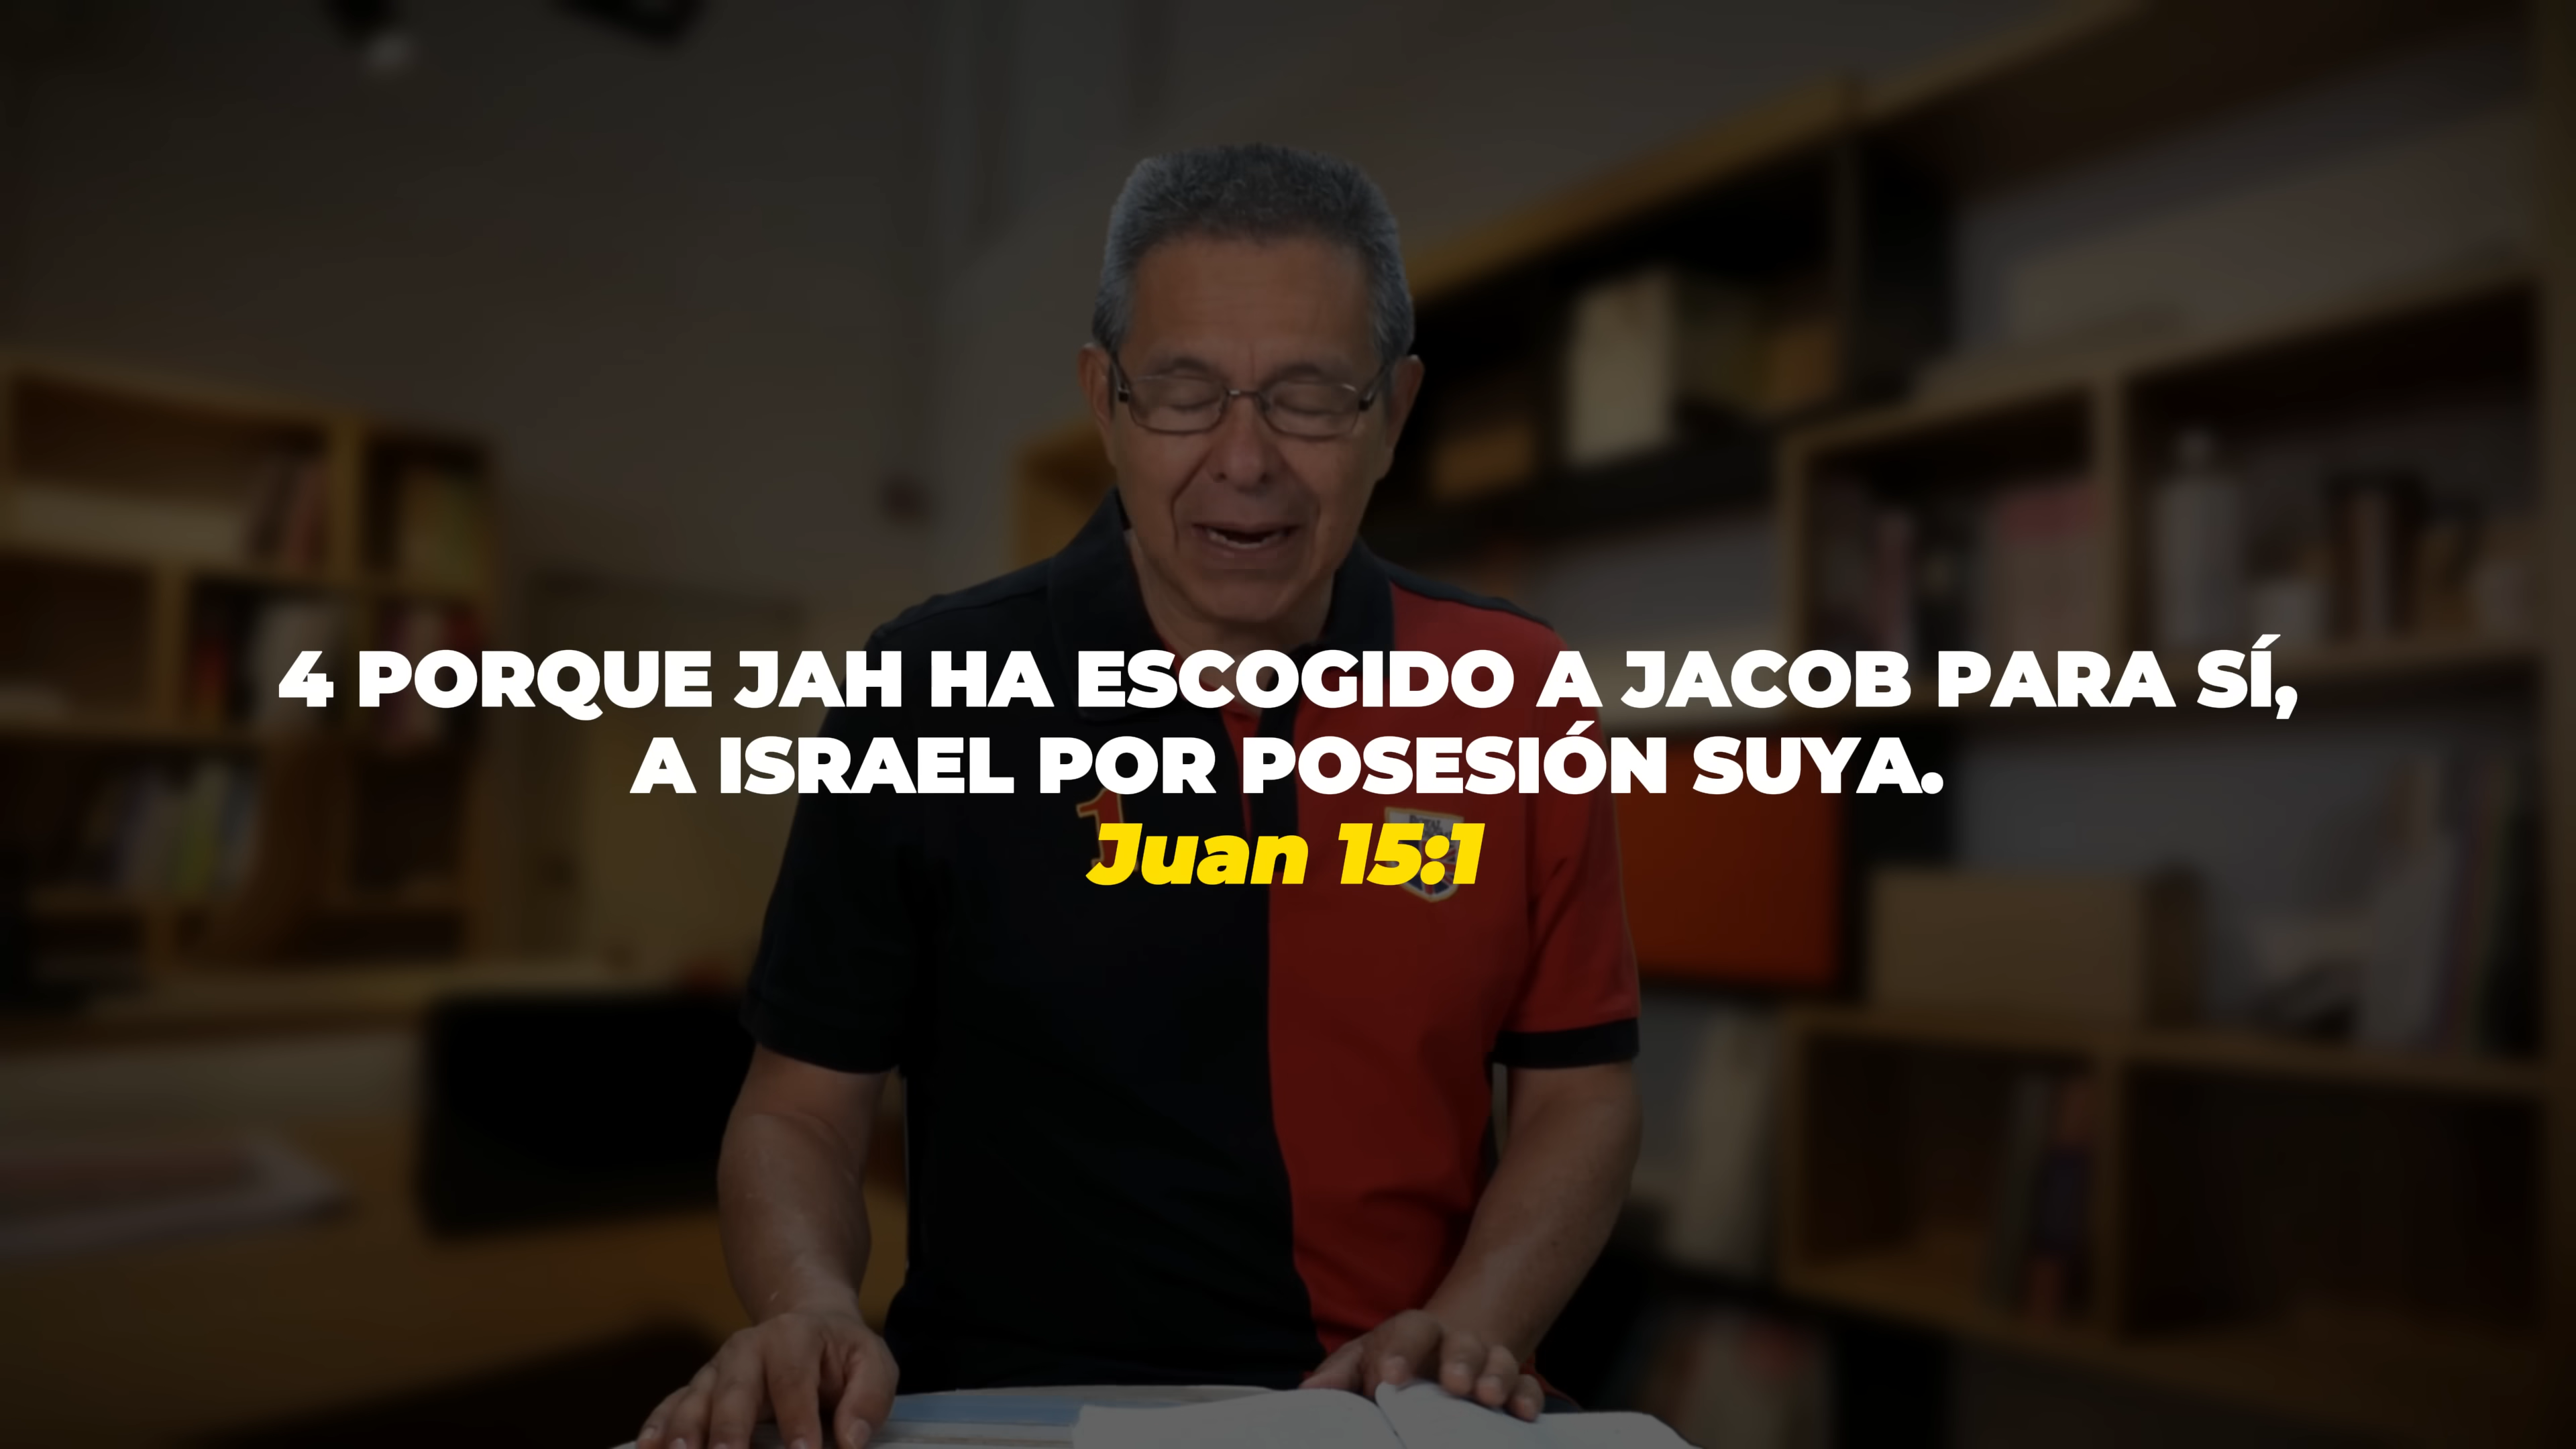 4 PORQUE JAH HA ESCOGIDO A JACOB PARA SÍ,
A ISRAEL POR POSESIÓN SUYA.
Juan 15:1